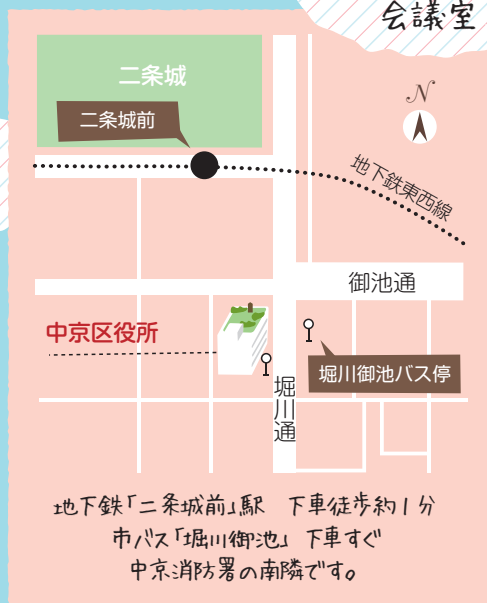 会議室
二条城
二条城前
N
地下鉄東西線
御池通
中京区役所
堀川御池バス停
堀川通
地下鉄「二条城前」駅　下車徒歩約1分
市バス「堀川御池」 下車すぐ
中京消防署の南隣です。